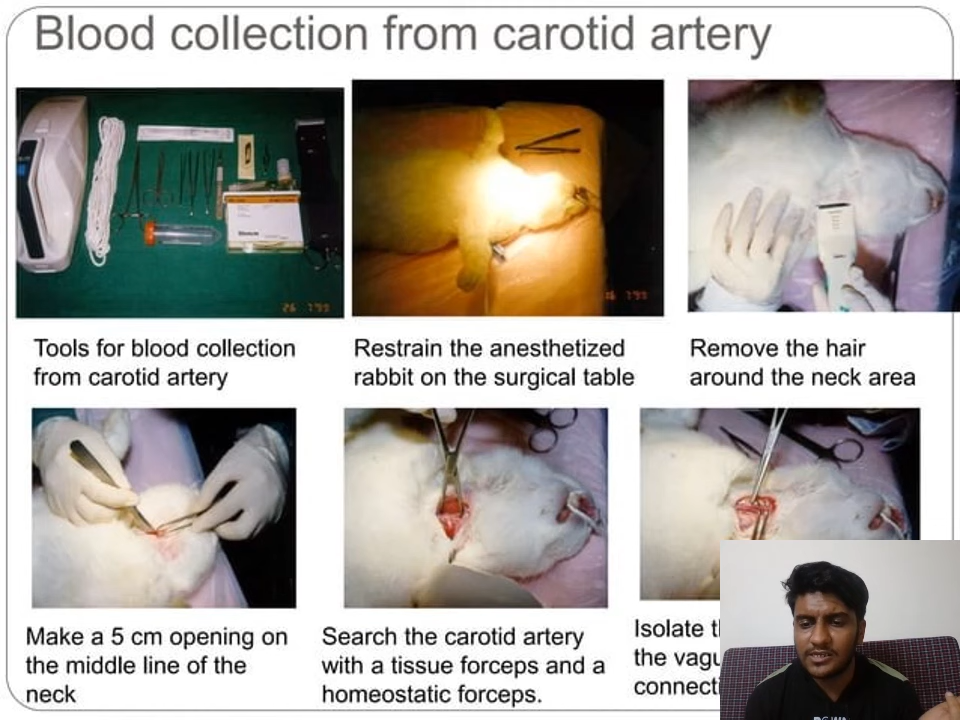 Blood collection from carotid artery
Tools for blood collection
from carotid artery
Restrain the anesthetized
rabbit on the surgical table
Remove the hair
around the neck area
Make a 5 cm opening on
the middle line of the
neck
Search the carotid artery
with a tissue forceps and a
homeostatic forceps.
Isolate
the